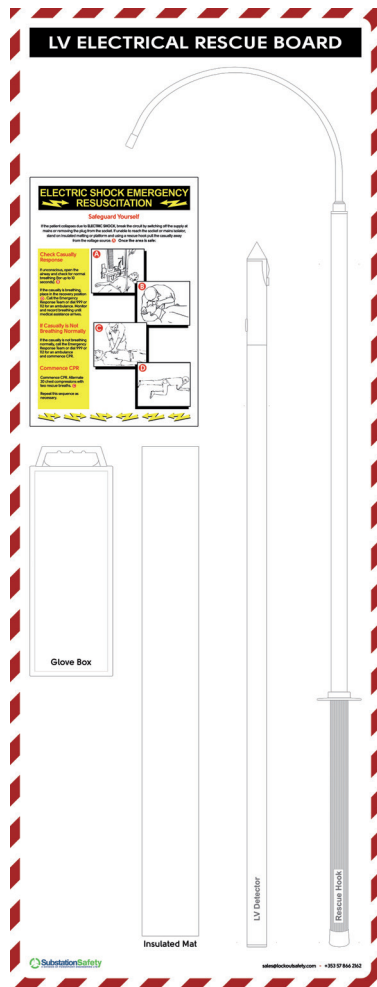 LV ELECTRICAL RESCUE BOARD
ELECTRIC SHOCK EMERGENCY
RESUSCITATION
Safeguard Yourself
If the patient collapses due to ELECTRIC SHOCK, break the circuit by switching off the supply at
mains or removing the plug from the socket. If unable to reach the socket or mains isolator,
stand on insulated matting or platform and using a rescue hook pull the casualty away
from the voltage source. A Once the area is safe:
Check Casualty
Response
If unconscious, open the
airway and check for normal
breathing (for up to 10
seconds).
If the casualty is breathing,
place in the recovery position
Call the Emergency
Response Team or dial 999 or
112 for an ambulance. Monitor
and record breathing until
medical assistance arrives.
If Casualty is Not
Breathing Normally
If the casualty is not breathing
normally, call the Emergency
Response Team or dial 999 or
112 for an ambulance
and commence CPR.
Commence CPR
Commence CPR. Alternate
30 chest compressions with
two rescue breaths.
Repeat this sequence as
necessary.
A
B
C
D
Glove Box
Insulated Mat
LV Detector
Rescue Hook
SubstationSafety
sales@lockoutsafety.com - +353 57 866 2162